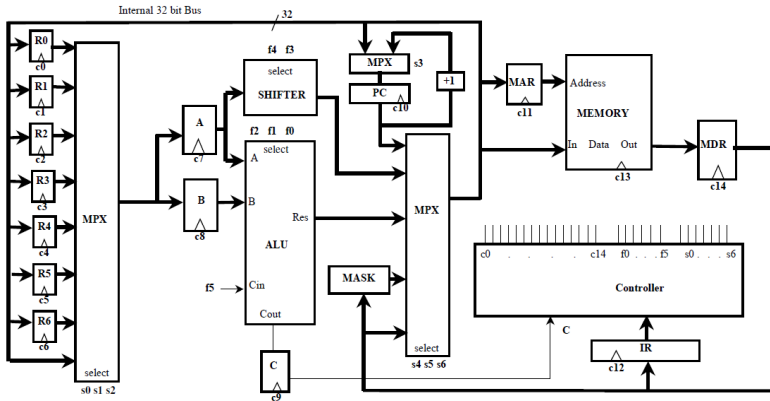 Internal 32 bit Bus
32
R0
c0
R1
c1
R2
c2
R3
c3
R4
c4
R5
c5
R6
c6
MPX
select
s0 s1 s2
A
c7
B
c8
f4 f3
select
SHIFTER
f2 f1 f0
select
A
B
Res
ALU
f5
Cin
Cout
C
c9
MPX
s3
PC
c10
+1
MPX
select
s4 s5 s6
MASK
MAR
c11
Address
MEMORY
In Data Out
c13
MDR
c14
c0 . . . . c14 f0 . . . f5 s0 . . . s6
Controller
C
IR
c12